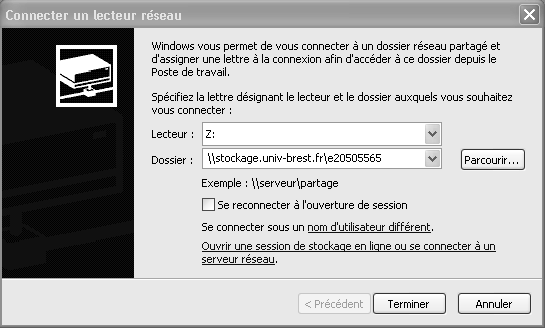 Connecter un lecteur réseau
Windows vous permet de vous connecter à un dossier réseau partagé et
d'assigner une lettre à la connexion afin d'accéder à ce dossier depuis le
Poste de travail.
Spécifiez la lettre désignant le lecteur et le dossier auxquels vous souhaitez
vous connecter :
Lecteur : Z:
Dossier : \\stockage.univ-brest.fr\e20505565 Parcourir...
Exemple : \\serveur\partage
Se reconnecter à l'ouverture de session
Se connecter sous un nom d'utilisateur différent.
Ouvrir une session de stockage en ligne ou se connecter à un
serveur réseau.
< Précédent Terminer Annuler